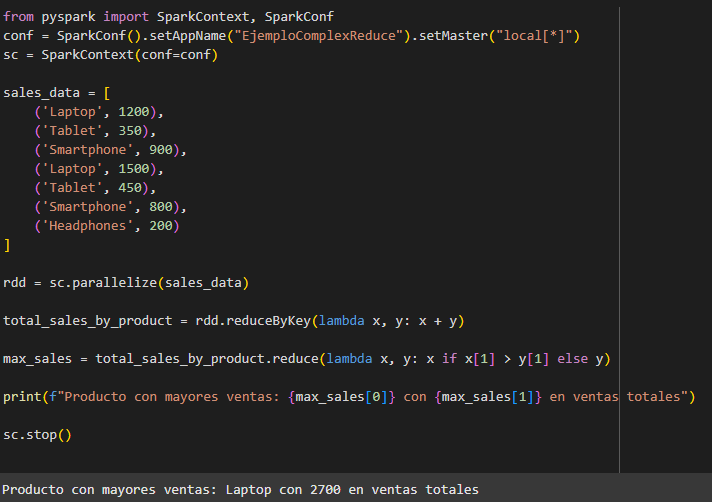 from pyspark import SparkContext, SparkConf
conf = SparkConf().setAppName("EjemploComplexReduce").setMaster("local[*]")
sc = SparkContext(conf=conf)

sales_data = [
    ('Laptop', 1200),
    ('Tablet', 350),
    ('Smartphone', 900),
    ('Laptop', 1500),
    ('Tablet', 450),
    ('Smartphone', 800),
    ('Headphones', 200)
]

rdd = sc.parallelize(sales_data)

total_sales_by_product = rdd.reduceByKey(lambda x, y: x + y)

max_sales = total_sales_by_product.reduce(lambda x, y: x if x[1] > y[1] else y)

print(f"Producto con mayores ventas: {max_sales[0]} con {max_sales[1]} en ventas totales")

sc.stop()

Producto con mayores ventas: Laptop con 2700 en ventas totales